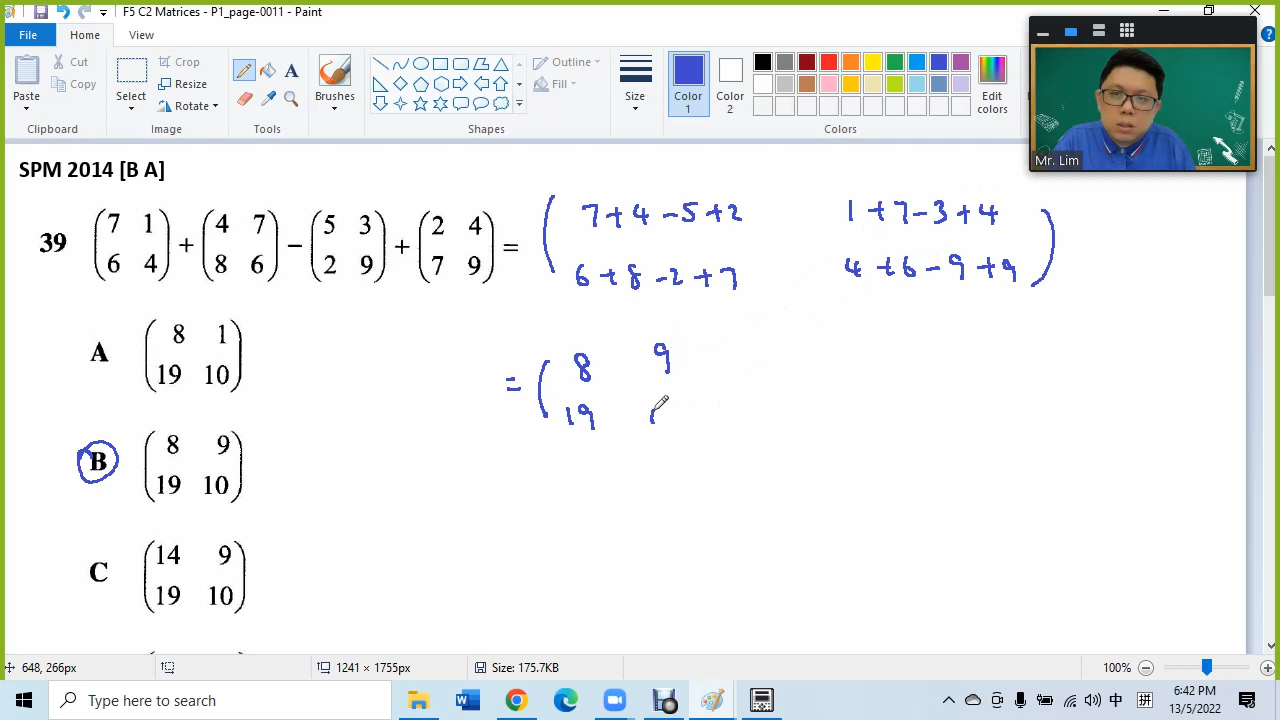 F5 C2 Matrices - P1_page-0011 - Paint
File Home View
Paste Cut Copy Select Crop Resize Rotate Brushes Outline Fill Size Color 1 Color 2 Edit colors
Clipboard Image Tools Shapes Colors
Mr. Lim
SPM 2014 [B A]
39 (7 1 6 4) + (4 7 8 6) − (5 3 2 9) + (2 4 7 9) =
(7+4-5+2 1+7-3+4
6+8-2+7 4+6-9+9)
A (8 1
19 10)
= (8 9
19
B (8 9
19 10)
C (14 9
19 10)
648, 266px 1241 × 1755px Size: 175.7KB 100%
Type here to search 中 拼 6:42 PM
13/5/2022